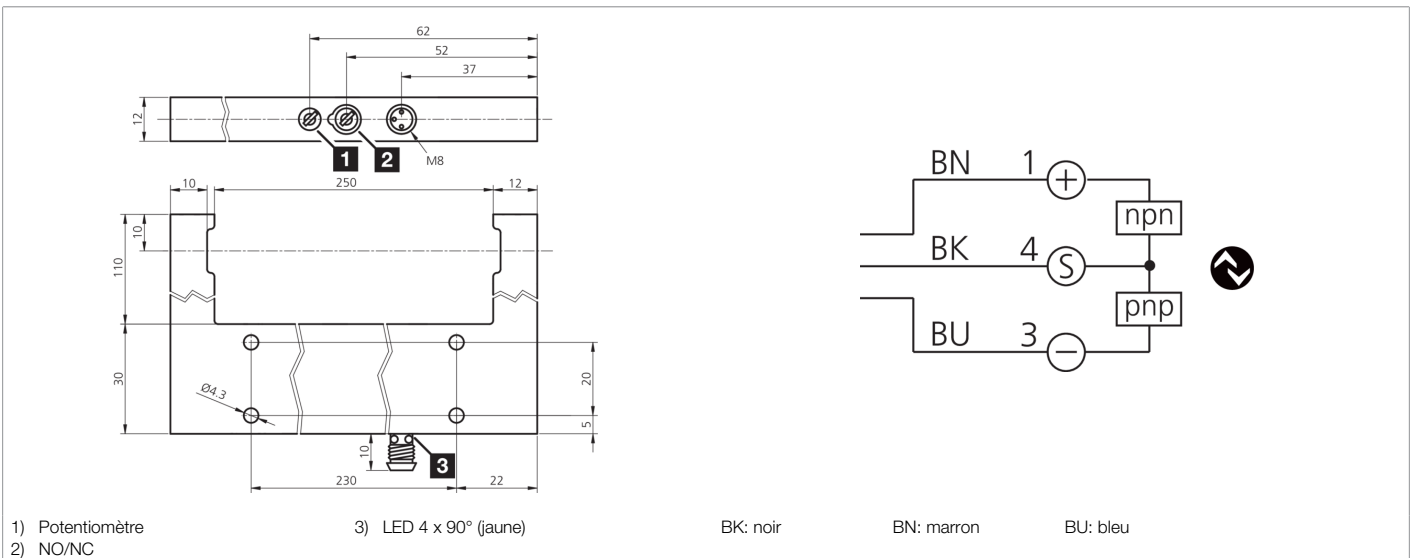 62
52
37
12
1
2
M8
10
250
12
10
110
30
Ø4.3
20
5
10
3
230
22
BN 1 +
npn
BK 4 S
pnp
BU 3 −
1) Potentiomètre
3) LED 4 x 90° (jaune)
BK: noir
BN: marron
BU: bleu
2) NO/NC